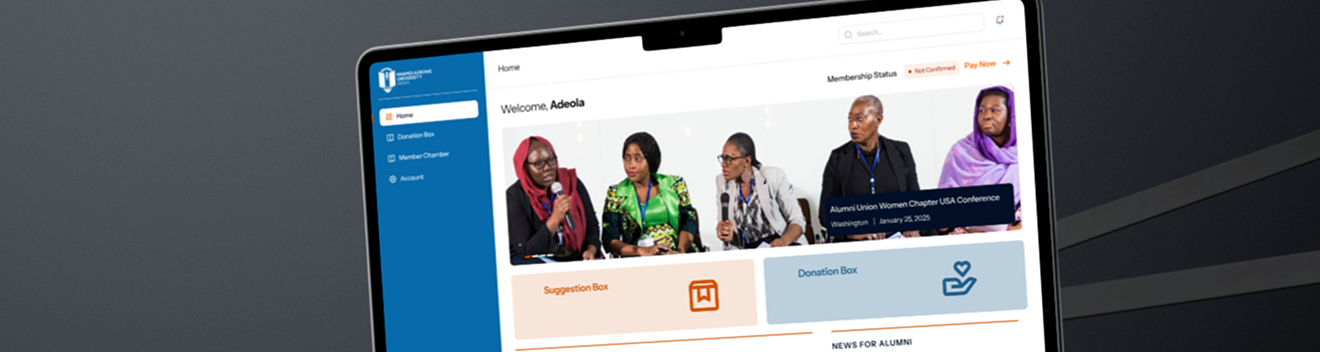 Home
Search...
UNIVERSITY
Home
Donation Box
Member Chamber
Account
Welcome, Adeola
Membership Status
Not Confirmed
Pay Now
Alumni Union Women Chapter USA Conference
Washington | January 25, 2025
Suggestion Box
Donation Box
NEWS FOR ALUMNI